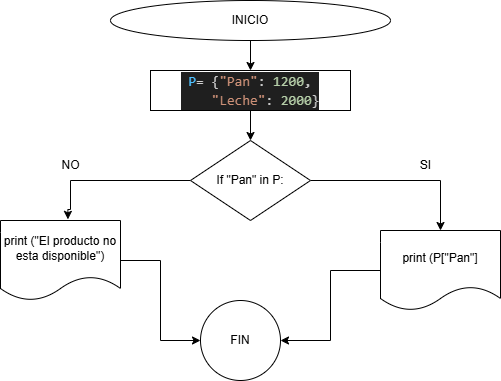 INICIO
P= {"Pan": 1200,
"Leche": 2000}
If "Pan" in P:
NO
SI
print ("El producto no
esta disponible")
print (P["Pan"]
FIN